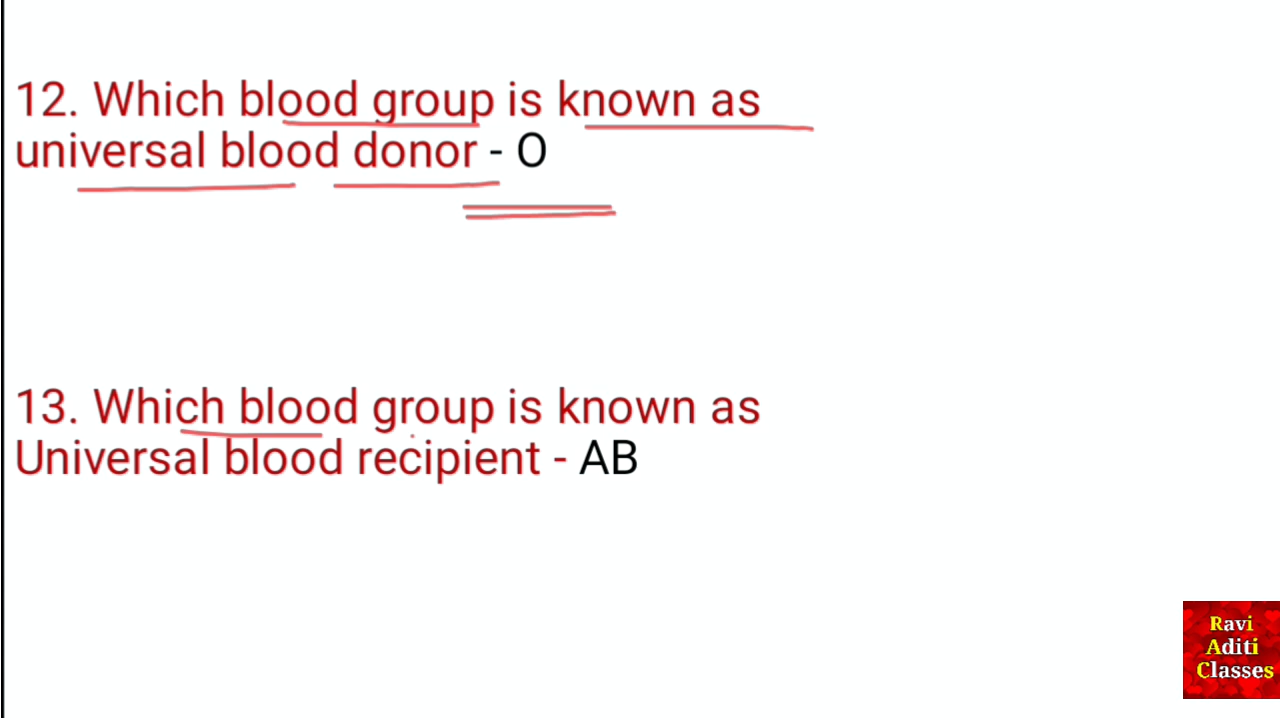 12. Which blood group is known as
universal blood donor - O
13. Which blood group is known as
Universal blood recipient - AB
Ravi
Aditi
Classes